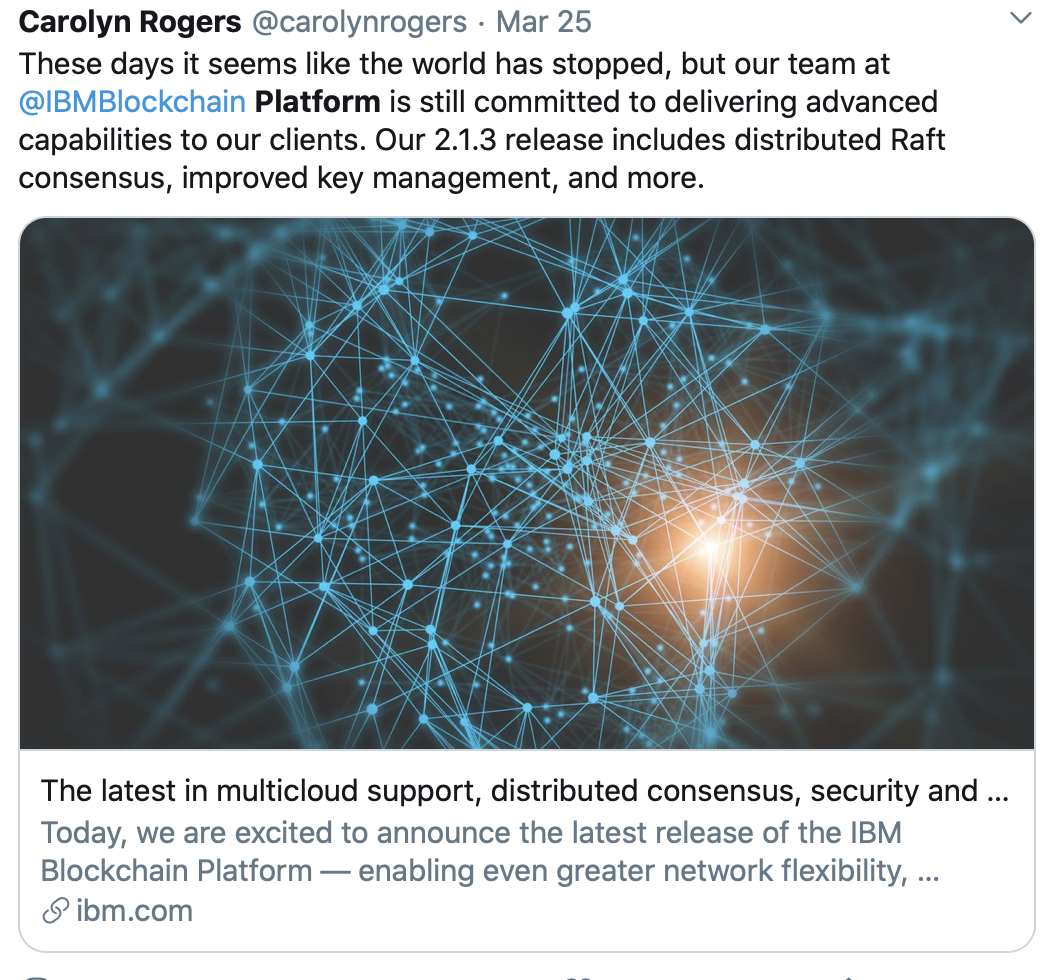 Carolyn Rogers @carolynrogers · Mar 25
These days it seems like the world has stopped, but our team at
@IBMBlockchain Platform is still committed to delivering advanced
capabilities to our clients. Our 2.1.3 release includes distributed Raft
consensus, improved key management, and more.
The latest in multicloud support, distributed consensus, security and ...
Today, we are excited to announce the latest release of the IBM
Blockchain Platform — enabling even greater network flexibility, ...
ibm.com